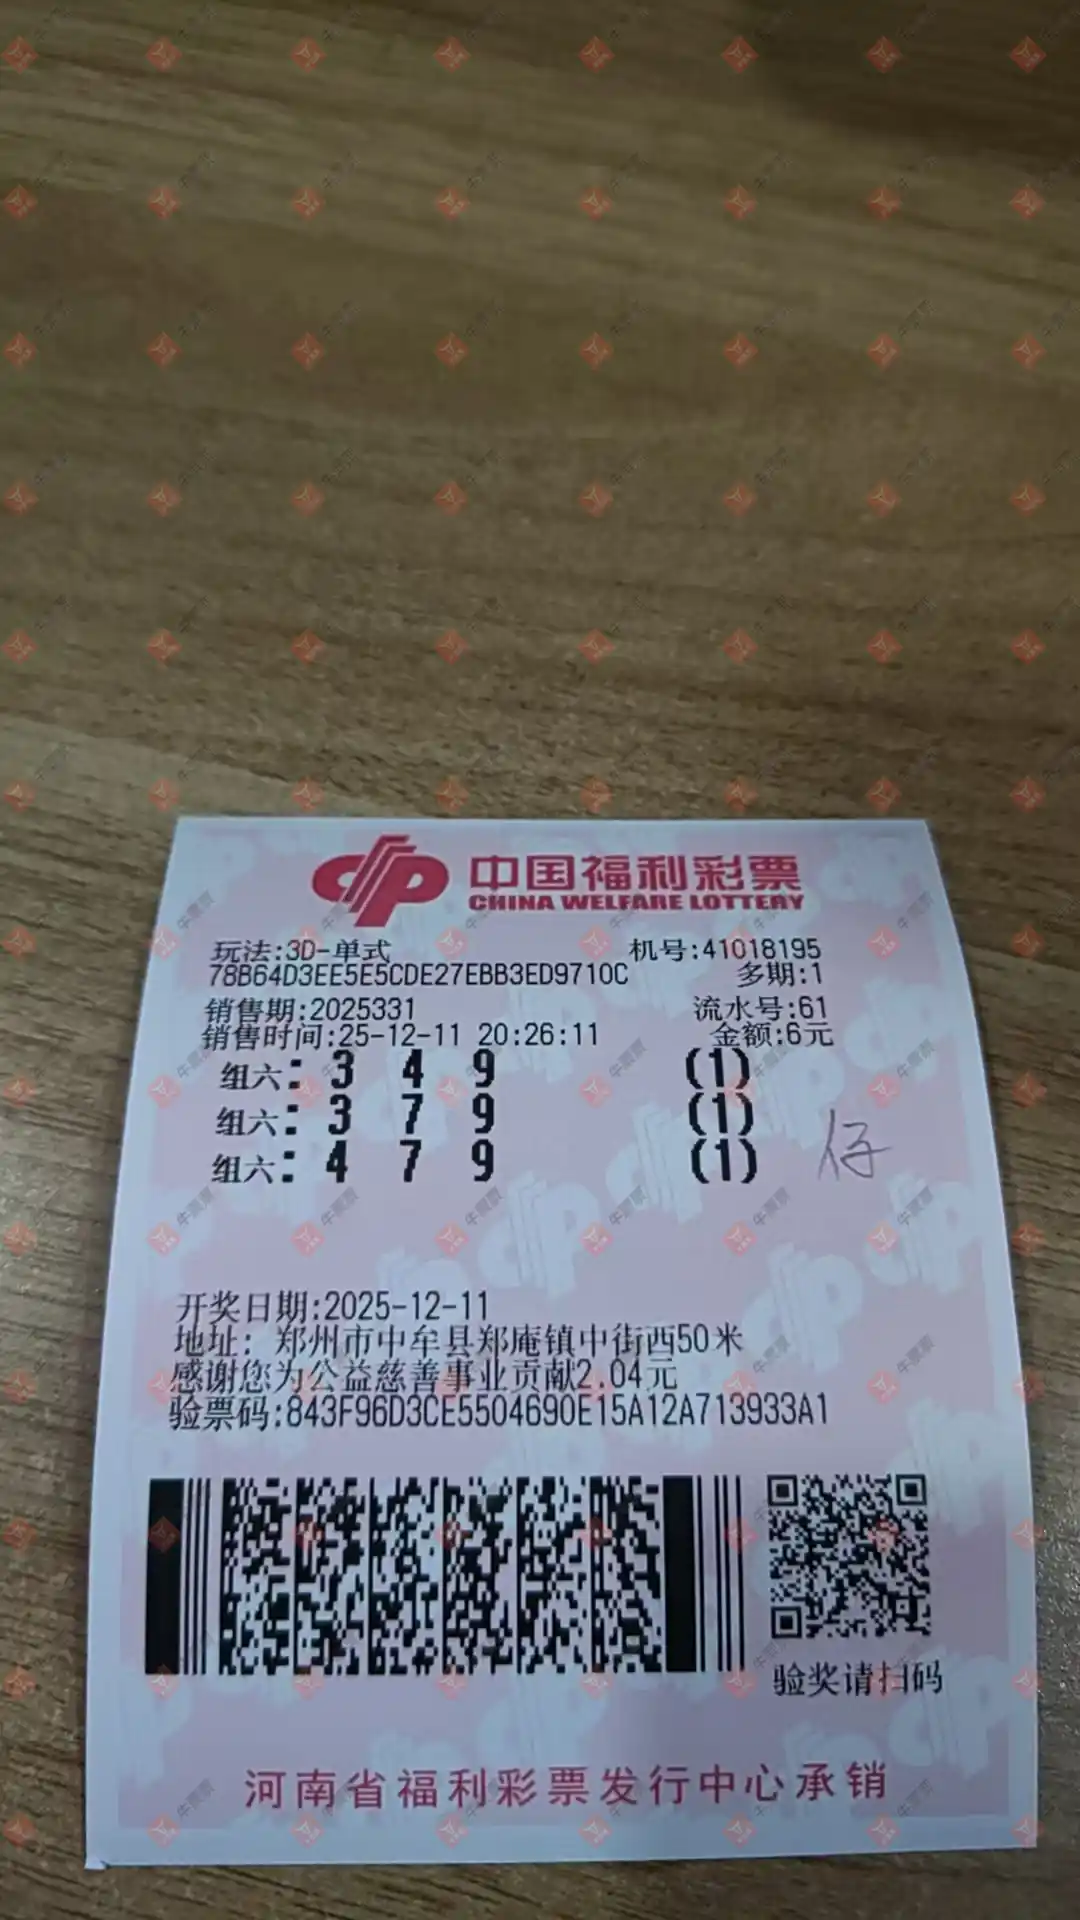 中国福利彩票
CHINA WELFARE LOTTERY
玩法:3D-单式 机号:41018195
78B64D3EE5E5CDE27EBB3ED9710C 多期:1
销售期:2025331 流水号:61
销售时间:25-12-11 20:26:11 金额:6元
组六: 3 4 9 (1)
组六: 3 7 9 (1)
组六: 4 7 9 (1)
仔
开奖日期:2025-12-11
地址: 郑州市中牟县郑庵镇中街西50米
感谢您为公益慈善事业贡献2.04元
验票码:843F96D3CE5504690E15A12A713933A1
验奖请扫码
河南省福利彩票发行中心承销